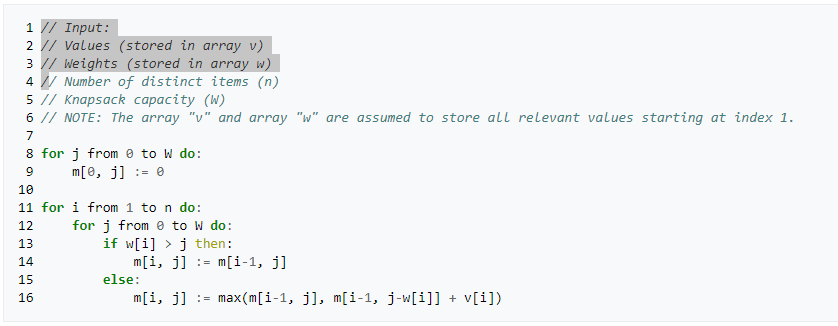 1 // Input:
2 // Values (stored in array v)
3 // Weights (stored in array w)
4 // Number of distinct items (n)
5 // Knapsack capacity (W)
6 // NOTE: The array "v" and array "w" are assumed to store all relevant values starting at index 1.
7
8 for j from 0 to W do:
9     m[0, j] := 0
10
11 for i from 1 to n do:
12     for j from 0 to W do:
13         if w[i] > j then:
14             m[i, j] := m[i-1, j]
15         else:
16             m[i, j] := max(m[i-1, j], m[i-1, j-w[i]] + v[i])